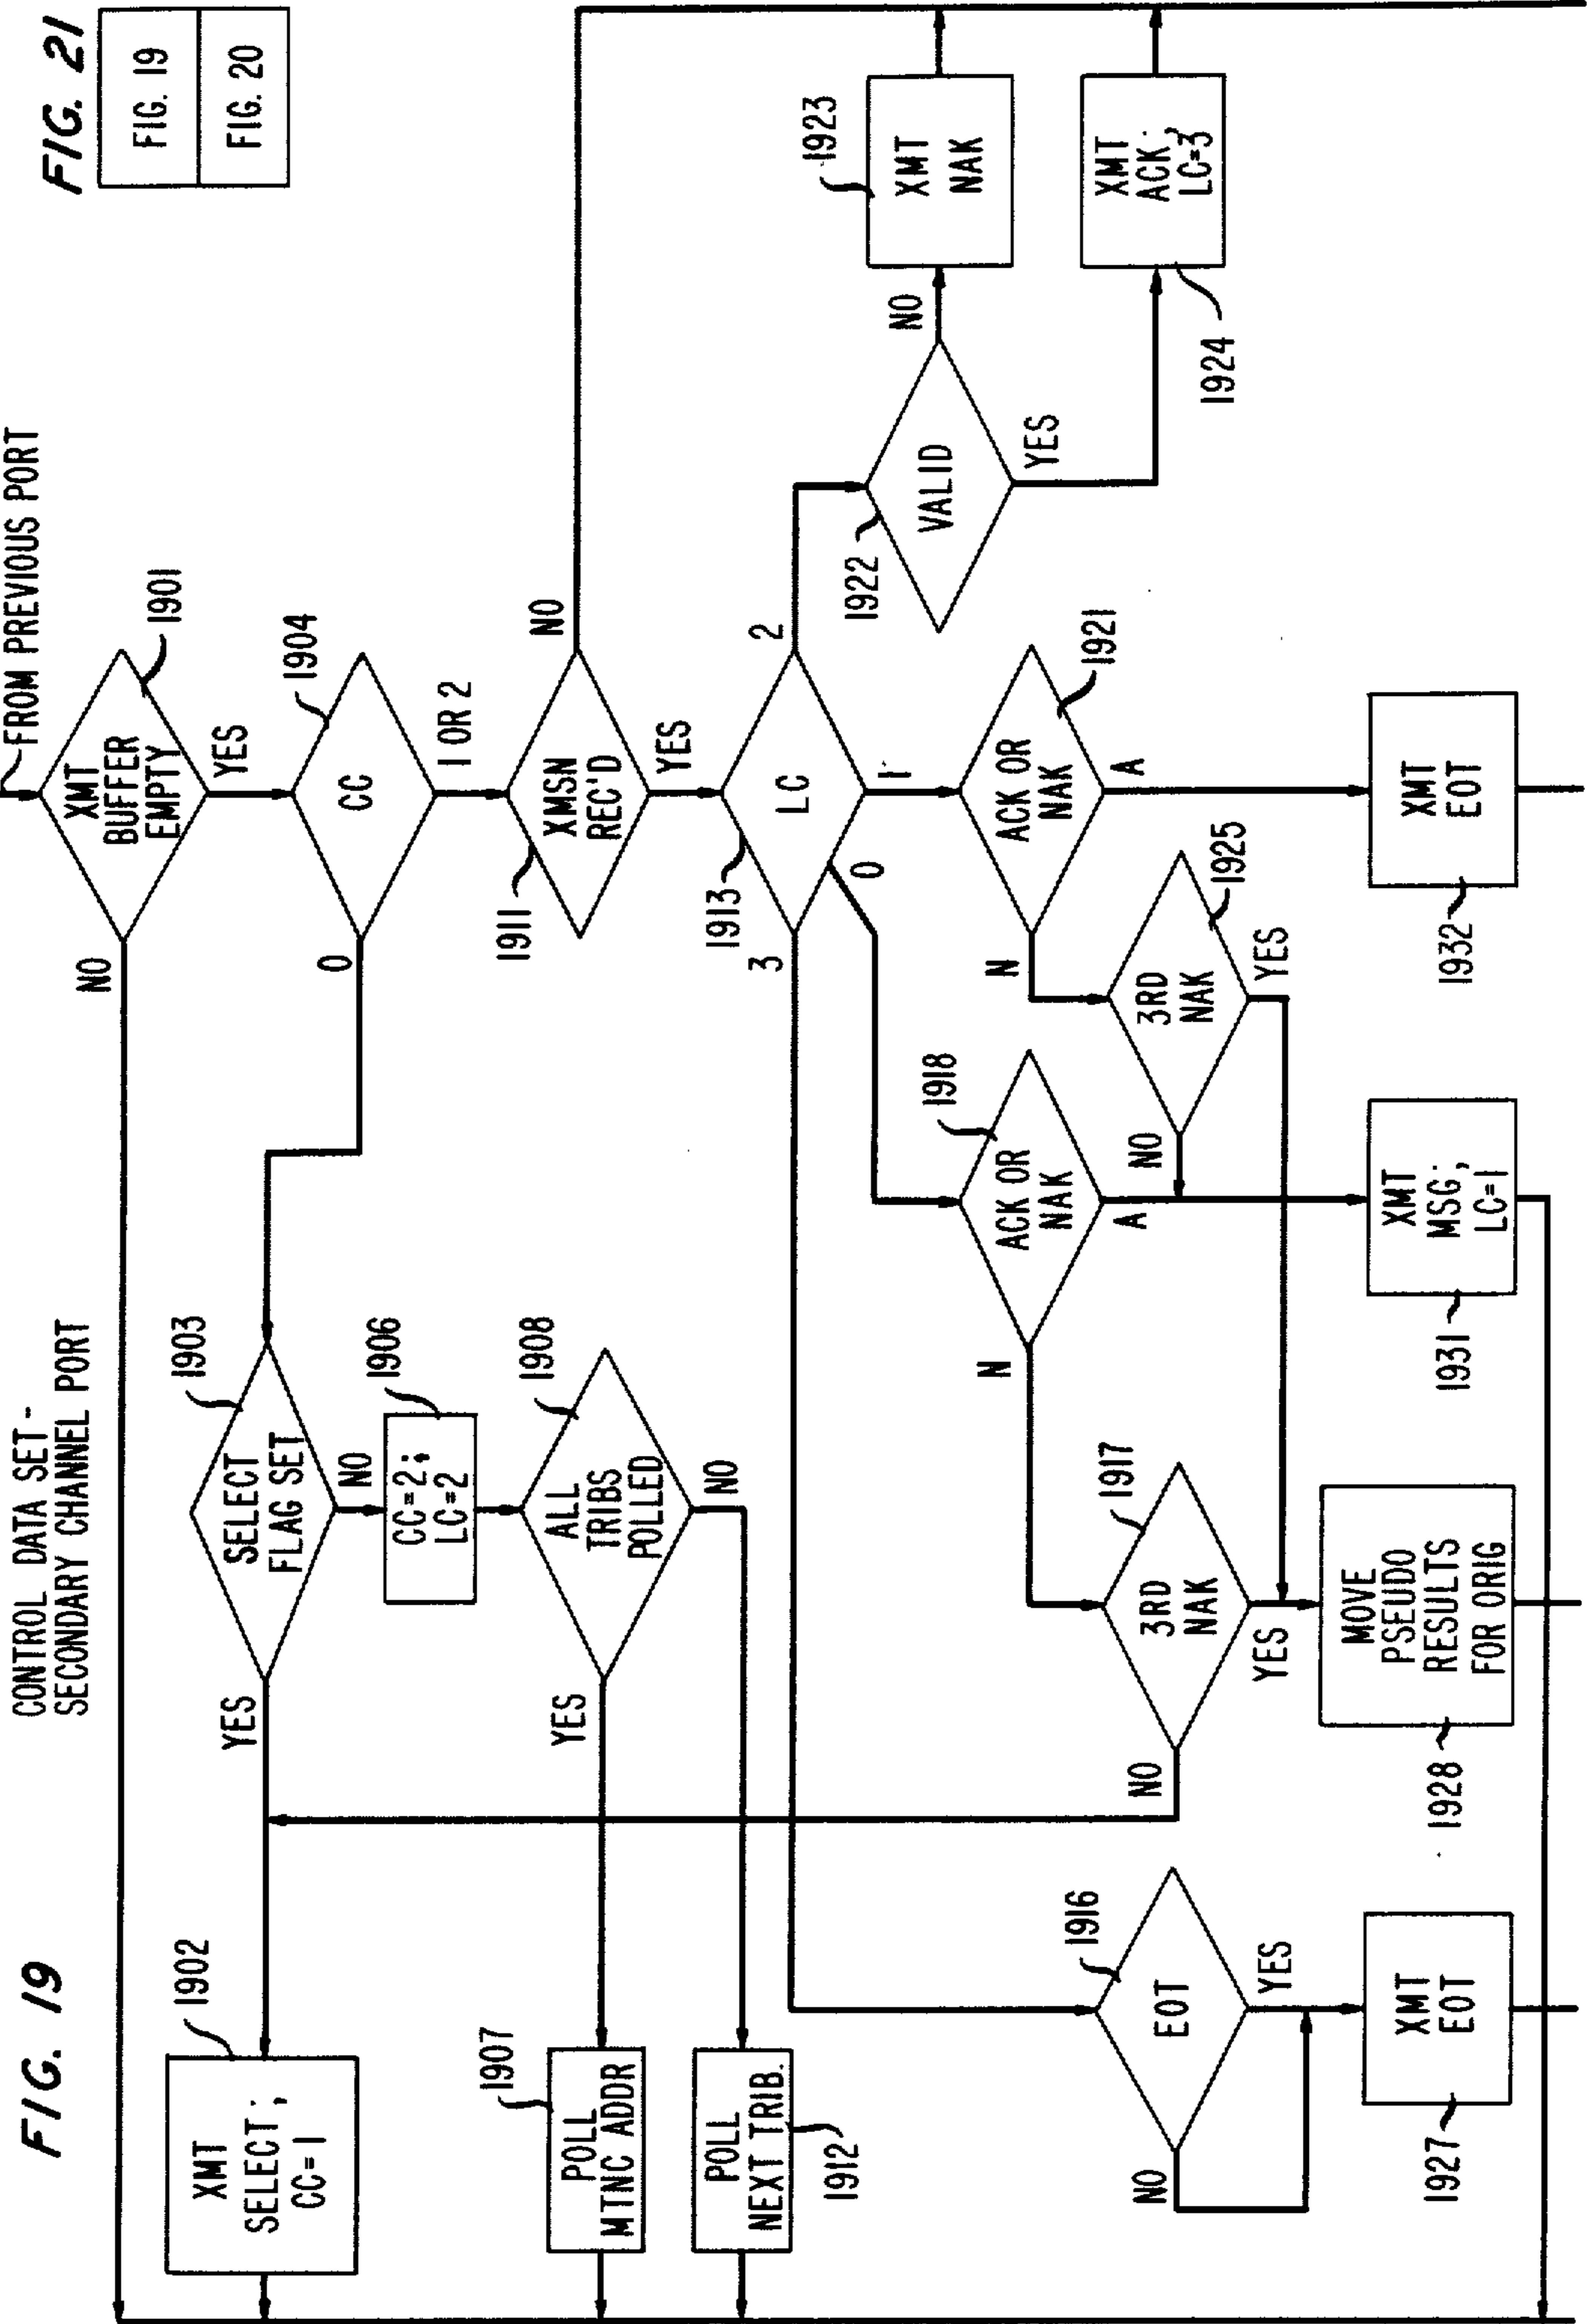 FIG. 19
CONTROL DATA SET-
SECONDARY CHANNEL PORT
FROM PREVIOUS PORT
FIG. 21
FIG. 19
FIG. 20
XMT
BUFFER
EMPTY
1901
NO
YES
CC
1904
0
1 OR 2
SELECT
FLAG SET
1903
YES
NO
XMT
SELECT;
CC=1
1902
CC=2;
LC=2
1906
ALL
TRIBS
POLLED
1908
YES
NO
POLL
MTNC ADDR
1907
POLL
NEXT TRIB.
1912
XMSN
REC'D
1911
NO
YES
LC
1913
3
0
1
2
VALID
1922
NO
YES
XMT
NAK
1923
XMT
ACK;
LC=3
1924
ACK OR
NAK
1921
N
A
ACK OR
NAK
1918
N
A
3RD
NAK
1925
NO
YES
3RD
NAK
1917
NO
YES
EOT
1916
NO
YES
XMT
EOT
1927
MOVE
PSEUDO
RESULTS
FOR ORIG
1928
XMT
MSG;
LC=1
1931
XMT
EOT
1932